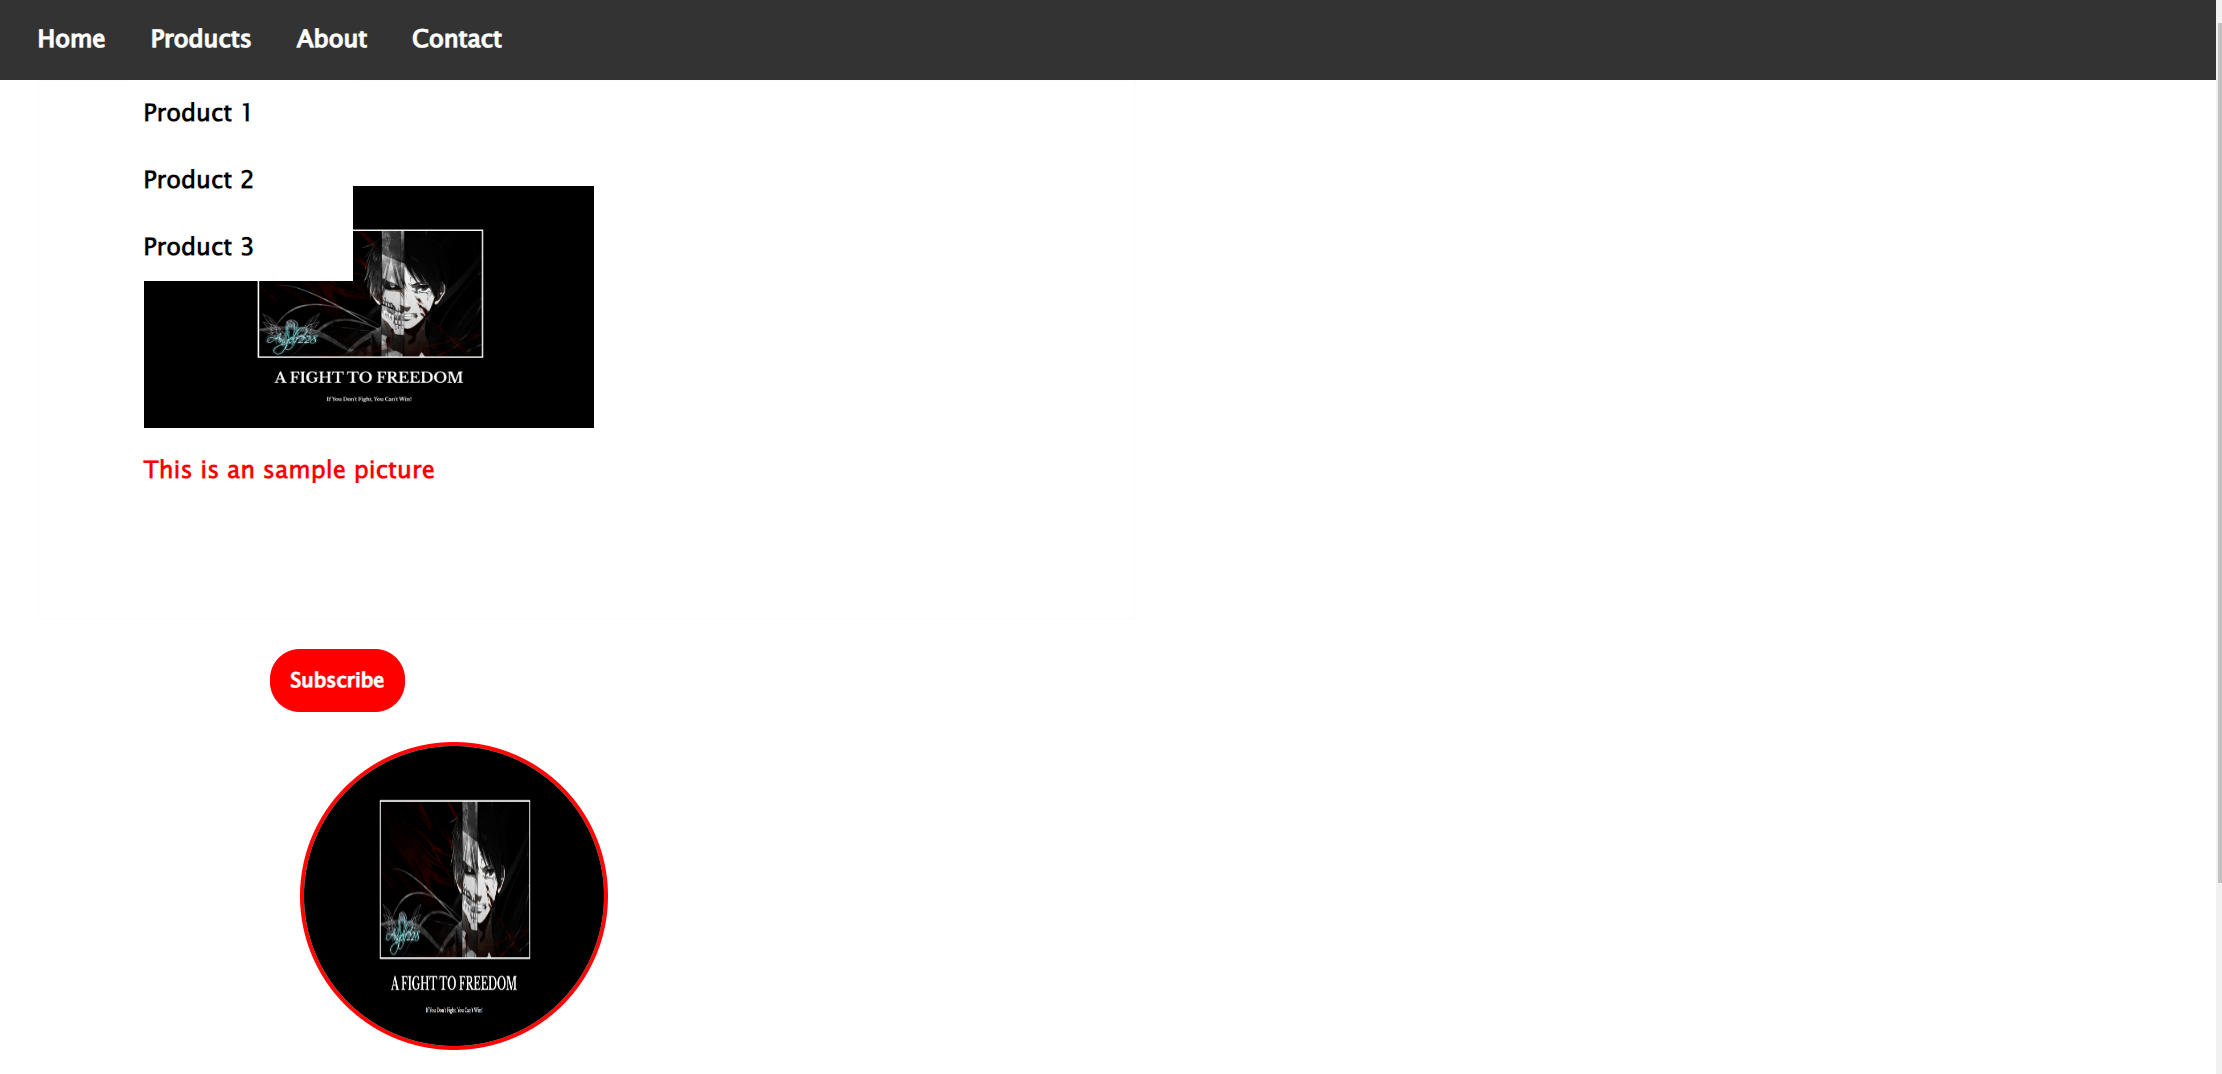 Home Products About Contact
Product 1
Product 2
Product 3
A FIGHT TO FREEDOM
If You Don't Fight, You Can't Win!
This is an sample picture
Subscribe
A FIGHT TO FREEDOM
If You Don't Fight, You Can't Win!